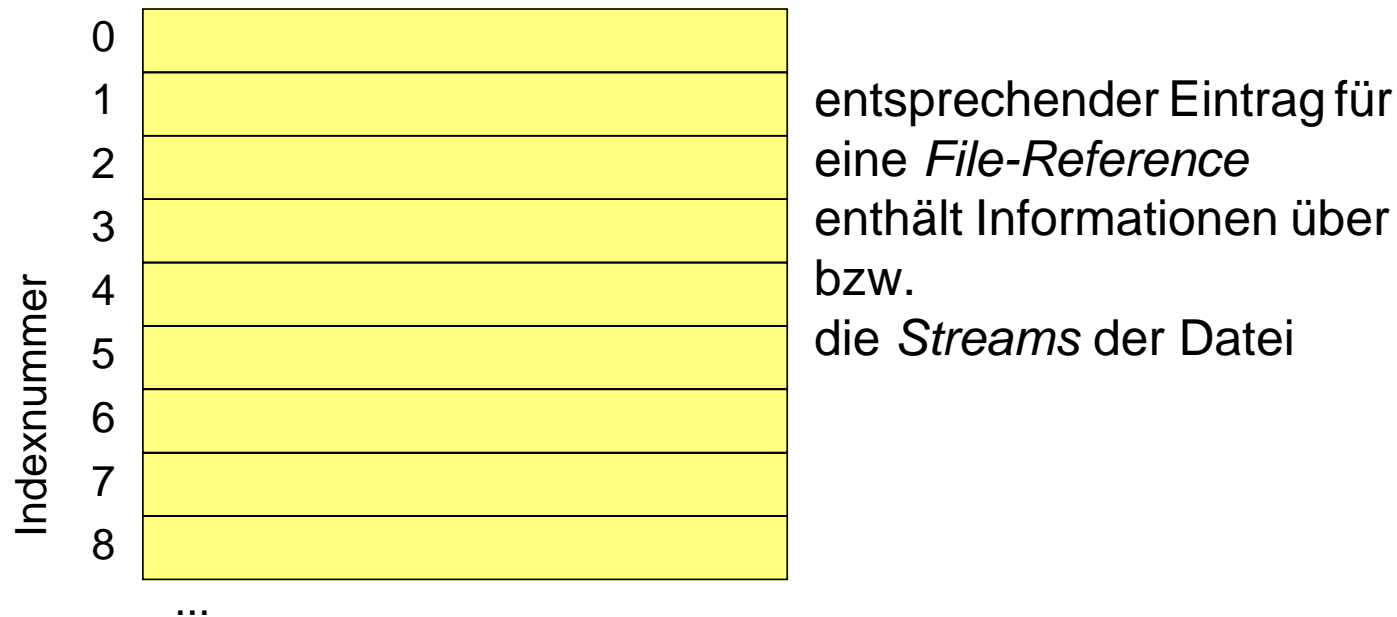 Indexnummer
0
1
2
3
4
5
6
7
8
...
entsprechender Eintrag für
eine File-Reference
enthält Informationen über
bzw.
die Streams der Datei